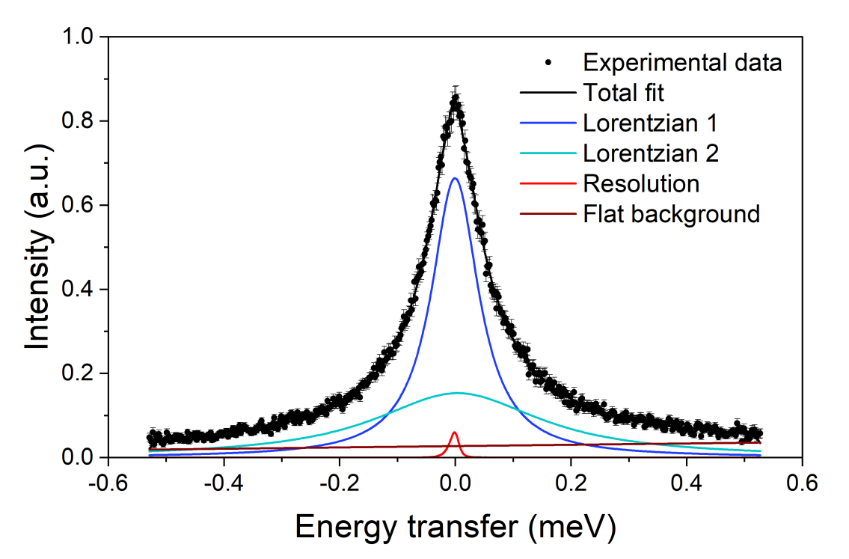 1.0
0.8
0.6
0.4
0.2
0.0
Intensity (a.u.)
Experimental data
Total fit
Lorentzian 1
Lorentzian 2
Resolution
Flat background
-0.6 -0.4 -0.2 0.0 0.2 0.4 0.6
Energy transfer (meV)